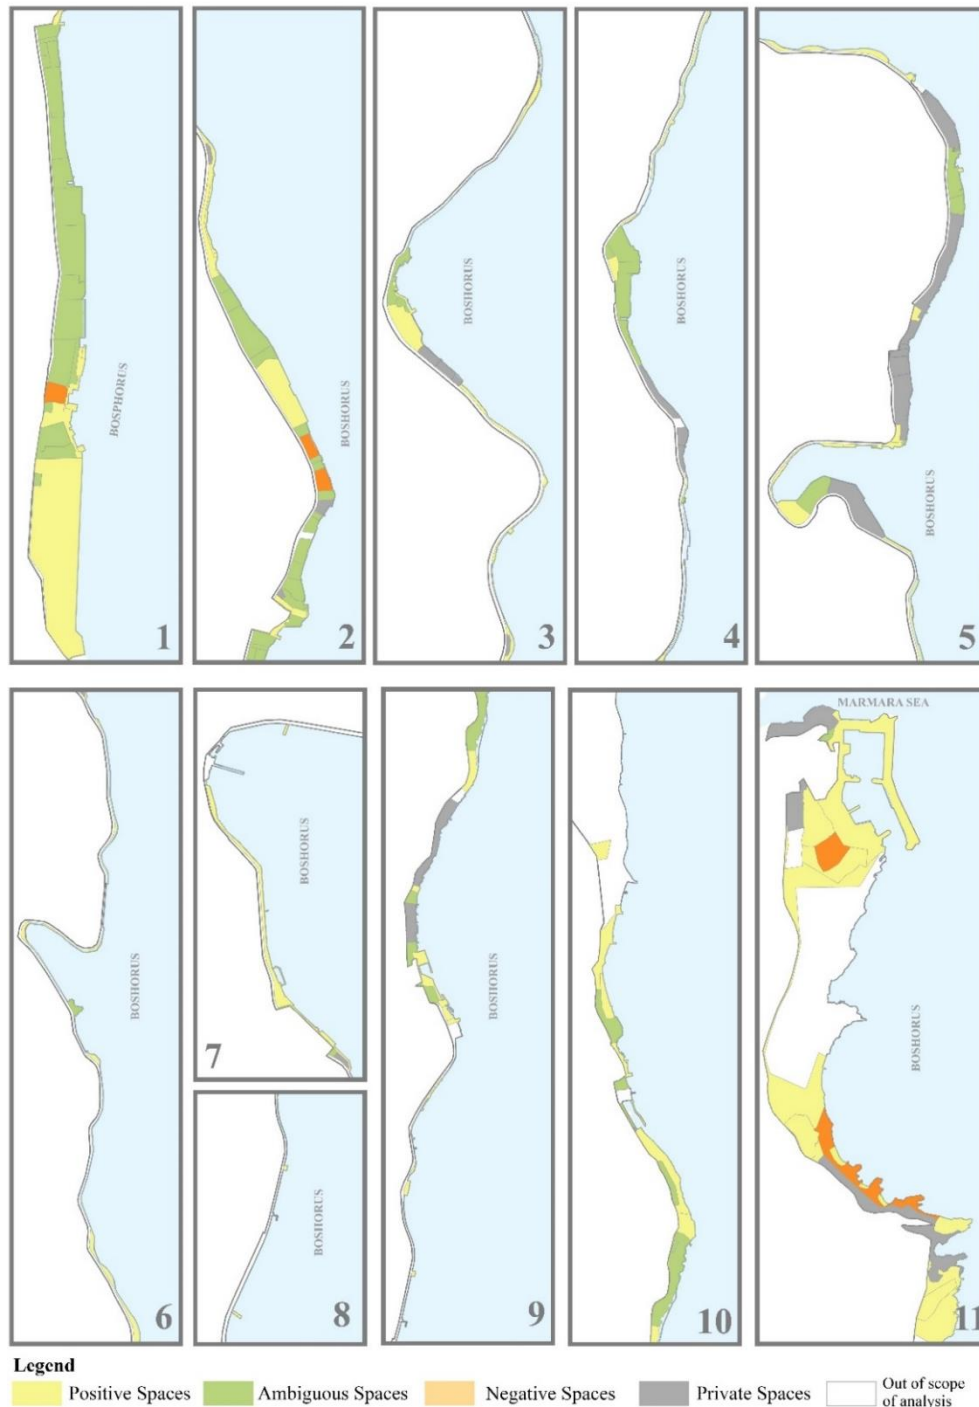 BOSPHORUS
1
BOSHORUS
2
BOSHORUS
3
BOSHORUS
4
BOSHORUS
5
BOSHORUS
6
BOSHORUS
7
BOSHORUS
8
BOSHORUS
9
10
MARMARA SEA
BOSHORUS
11
Legend
Positive Spaces
Ambiguous Spaces
Negative Spaces
Private Spaces
Out of scope
of analysis